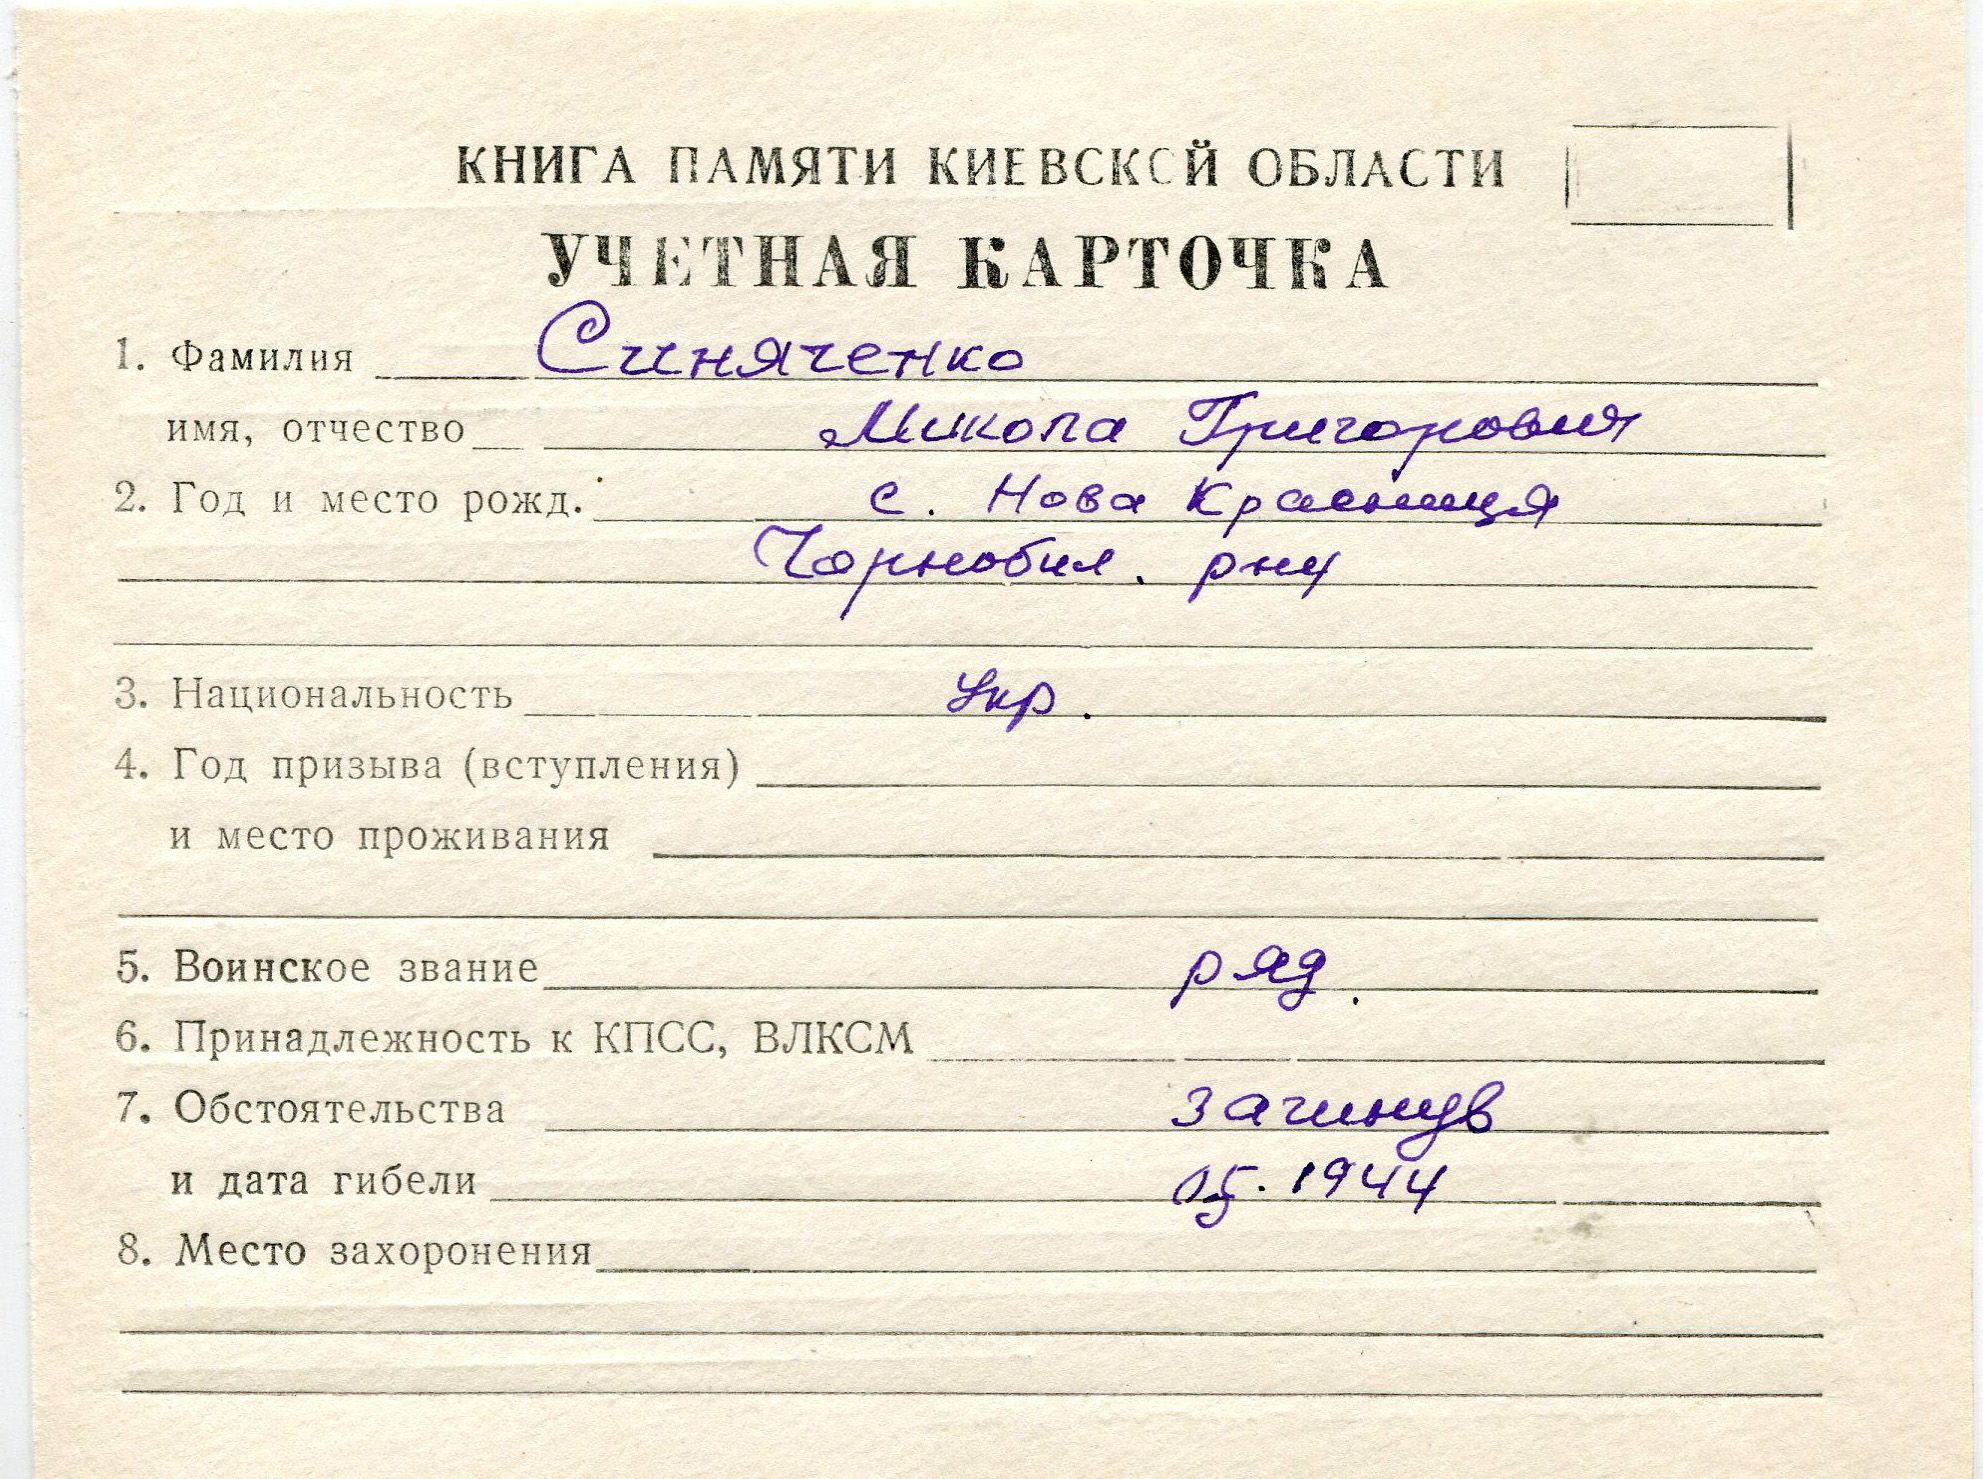 КНИГА ПАМЯТИ КИЕВСКОЙ ОБЛАСТИ
УЧЕТНАЯ КАРТОЧКА
1. Фамилия Синяченко
имя, отчество Микола Григорович
2. Год и место рожд. с. Нова Красниця
Чорнобил. рну
3. Национальность Укр.
4. Год призыва (вступления)
и место проживания
5. Воинское звание ряд.
6. Принадлежность к КПСС, ВЛКСМ
7. Обстоятельства загинув
и дата гибели 05. 1944
8. Место захоронения